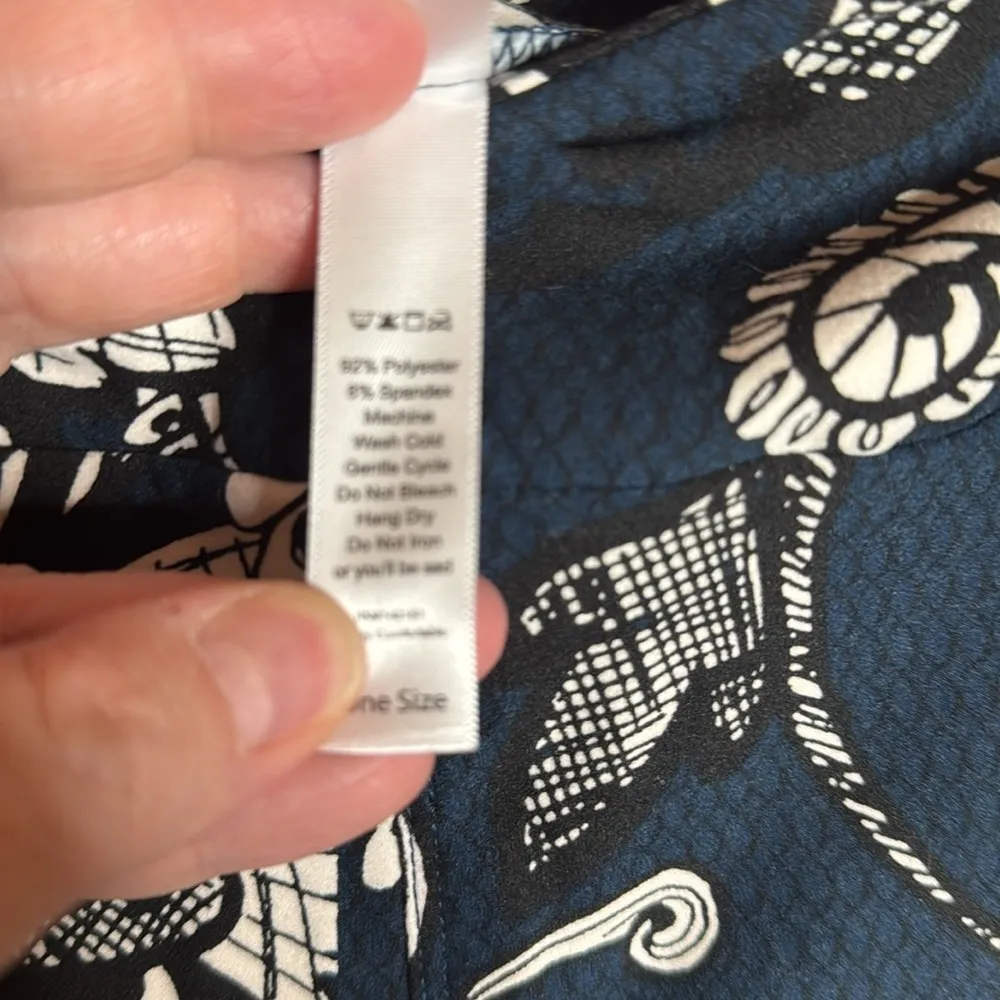 92% Polyester
8% Spandex
Machine
Wash Cold
Gentle Cycle
Do Not Bleach
Hang Dry
Do Not Iron
or you'll be sad
Size